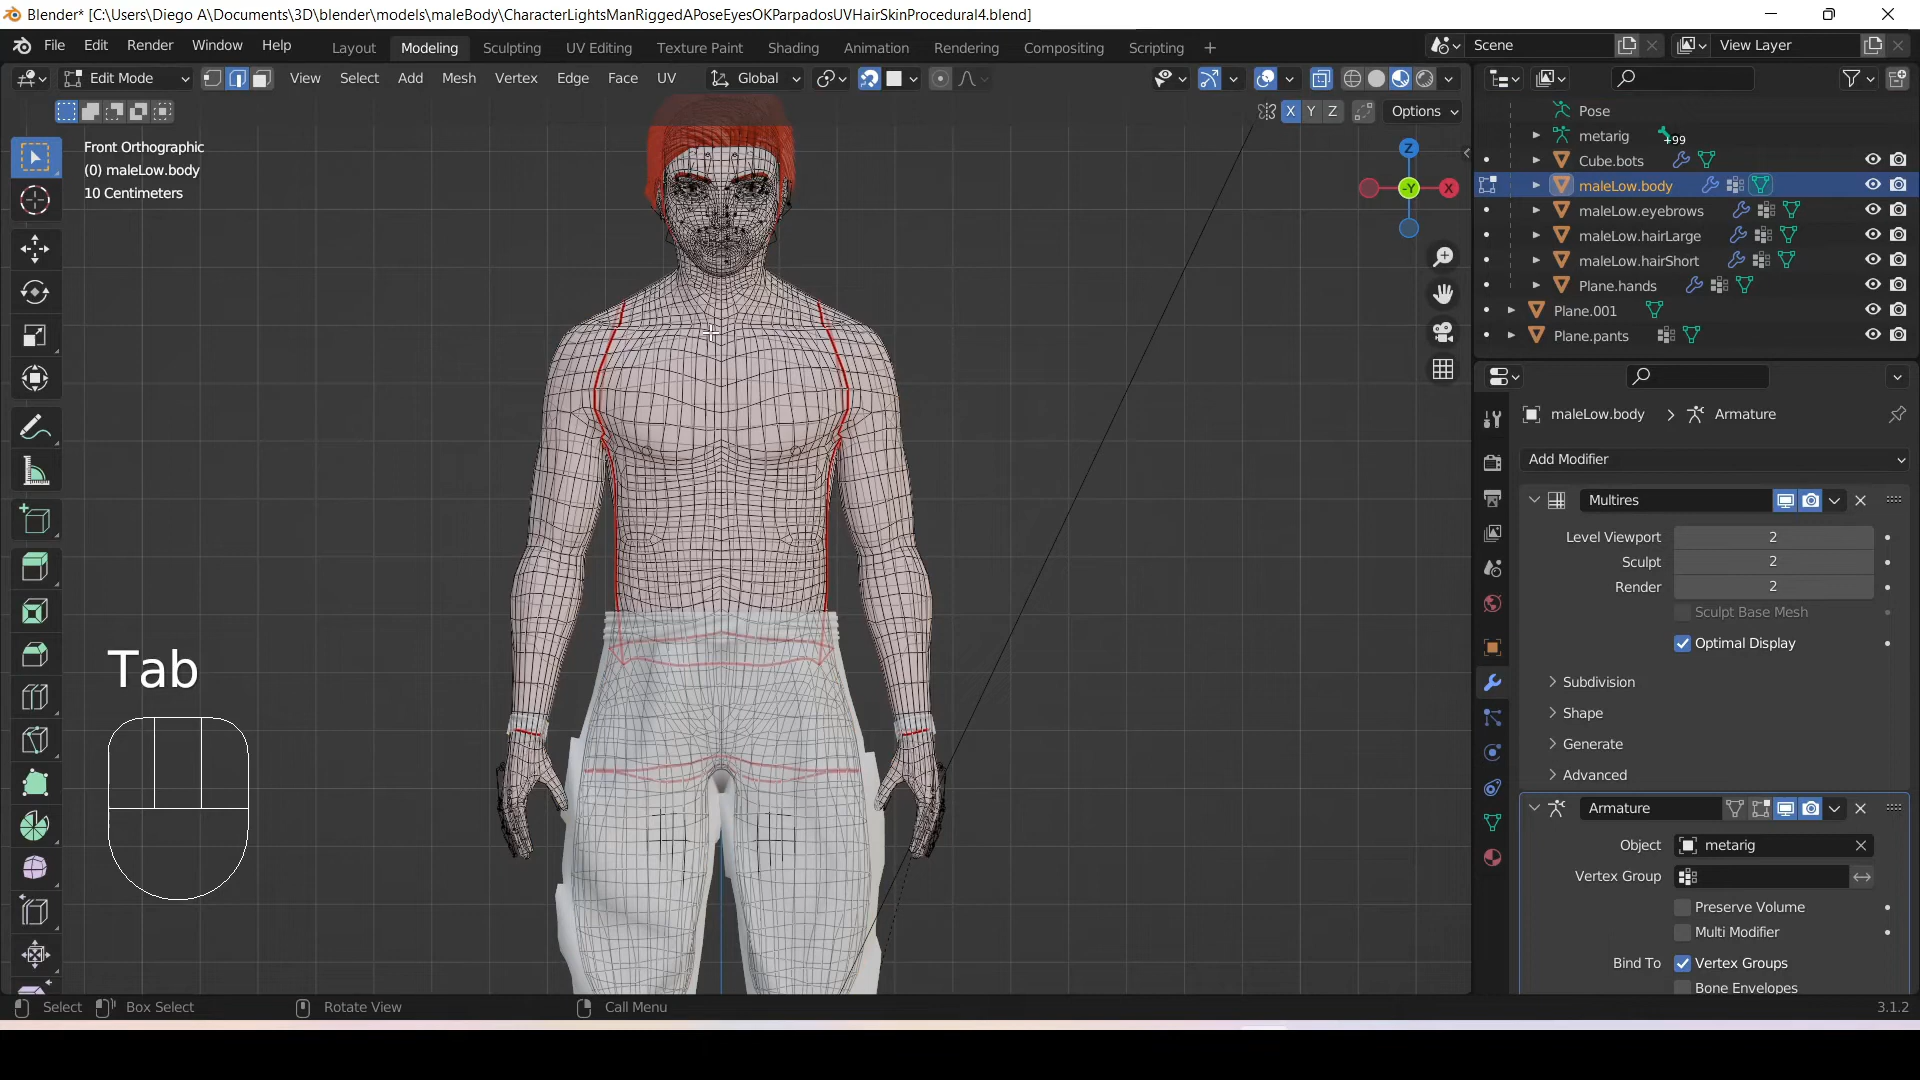 Blender* [C:\Users\Diego A\Documents\3D\blender\models\maleBody\CharacterLightsManRiggedAPoseEyesOKParpadosUVHairSkinProcedural4.blend]
File Edit Render Window Help Layout Modeling Sculpting UV Editing Texture Paint Shading Animation Rendering Compositing Scripting + Scene View Layer
Edit Mode View Select Add Mesh Vertex Edge Face UV Global
X Y Z Options
Front Orthographic
(0) maleLow.body
10 Centimeters
Z
-Y X
Pose
metarig +99
Cube.bots
maleLow.body
maleLow.eyebrows
maleLow.hairLarge
maleLow.hairShort
Plane.hands
Plane.001
Plane.pants
maleLow.body > Armature
Add Modifier
Multires
Level Viewport 2
Sculpt 2
Render 2
Sculpt Base Mesh
Optimal Display
Subdivision
Shape
Generate
Advanced
Armature
Object metarig
Vertex Group
Preserve Volume
Multi Modifier
Bind To Vertex Groups
Bone Envelopes
Tab
Select Box Select Rotate View Call Menu 3.1.2